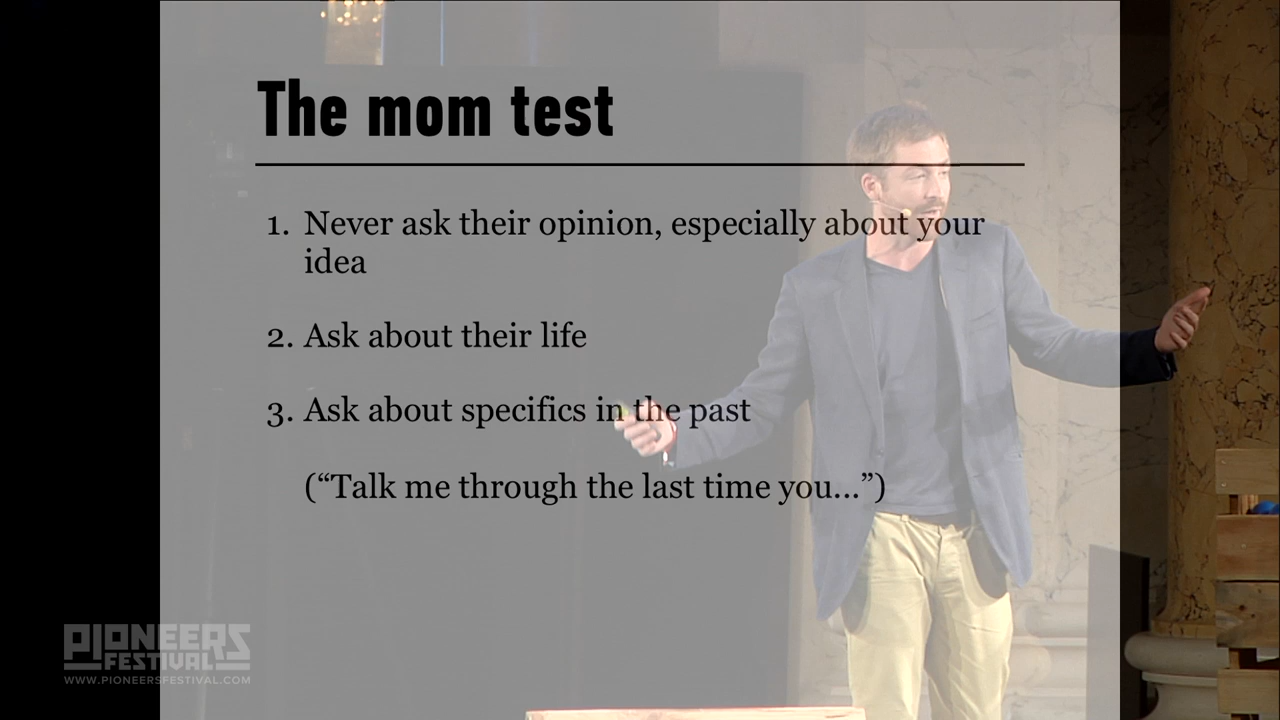 The mom test
1. Never ask their opinion, especially about your
idea
2. Ask about their life
3. Ask about specifics in the past
(“Talk me through the last time you...”)
PIONEERS
FESTIVAL
WWW.PIONEERSFESTIVAL.COM